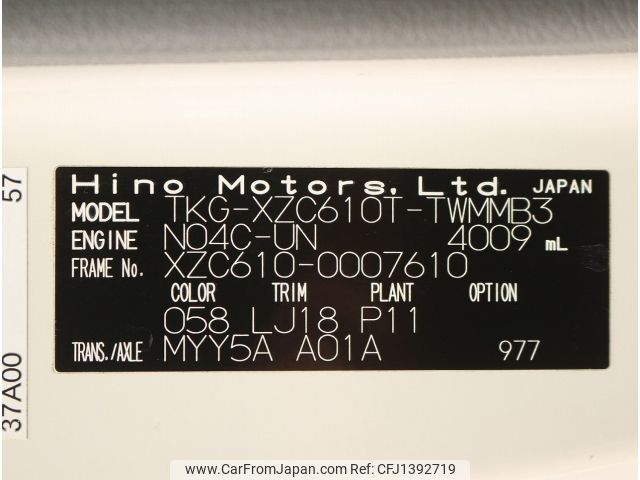 Hino Motors, Ltd. JAPAN
MODEL TKG-XZC610T-TWMMB3
ENGINE N04C-UN 4009 mL
FRAME No. XZC610-0007610
COLOR TRIM PLANT OPTION
058 LJ18 P11
TRANS./AXLE MYY5A A01A 977
37A00 57
www.CarFromJapan.com - Ref No CFJ1392719